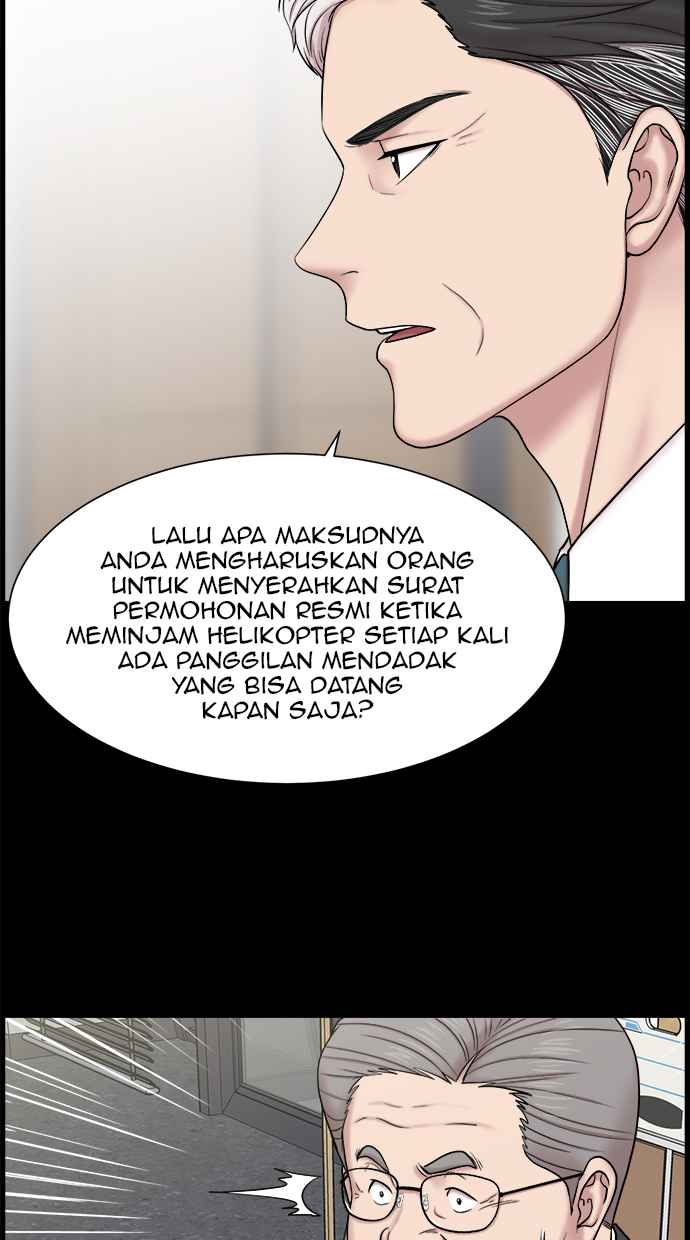 LALU APA MAKSUDNYA
ANDA MENGHARUSKAN ORANG
UNTUK MENYERAHKAN SURAT
PERMOHONAN RESMI KETIKA
MEMINJAM HELIKOPTER SETIAP KALI
ADA PANGGILAN MENDADAK
YANG BISA DATANG
KAPAN SAJA?